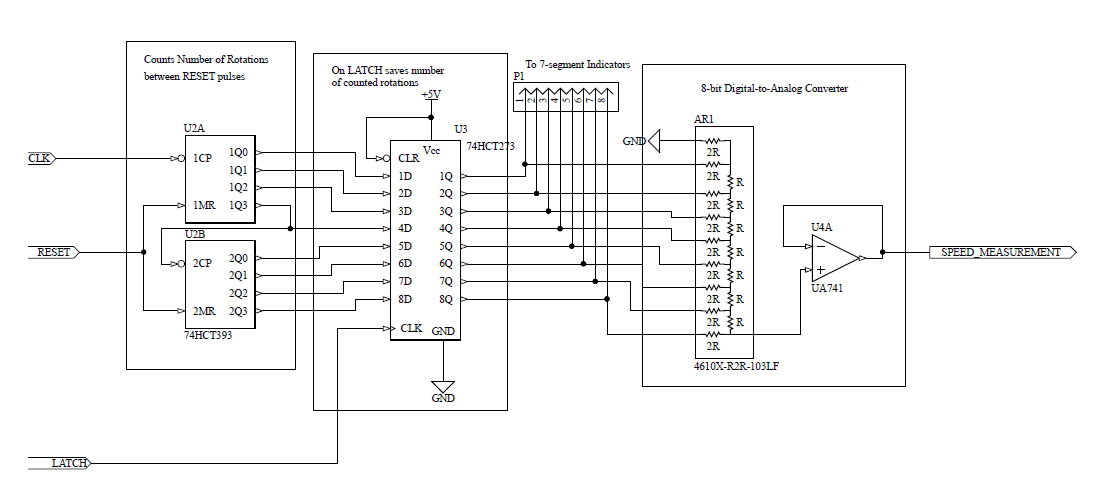 Counts Number of Rotations
between RESET pulses
On LATCH saves number
of counted rotations
+5V
To 7-segment Indicators
P1
1 2 3 4 5 6 7 8
8-bit Digital-to-Analog Converter
U2A
CLK
1CP 1Q0
1Q1
1Q2
1MR 1Q3
RESET
U2B
2CP 2Q0
2Q1
2Q2
2MR 2Q3
74HCT393
U3
74HCT273
Vcc
CLR
1D 1Q
2D 2Q
3D 3Q
4D 4Q
5D 5Q
6D 6Q
7D 7Q
8D 8Q
CLK GND
GND
LATCH
AR1
GND
2R
2R R
2R R
2R R
2R R
2R R
2R R
2R R
2R
4610X-R2R-103LF
U4A
−
+
UA741
SPEED_MEASUREMENT